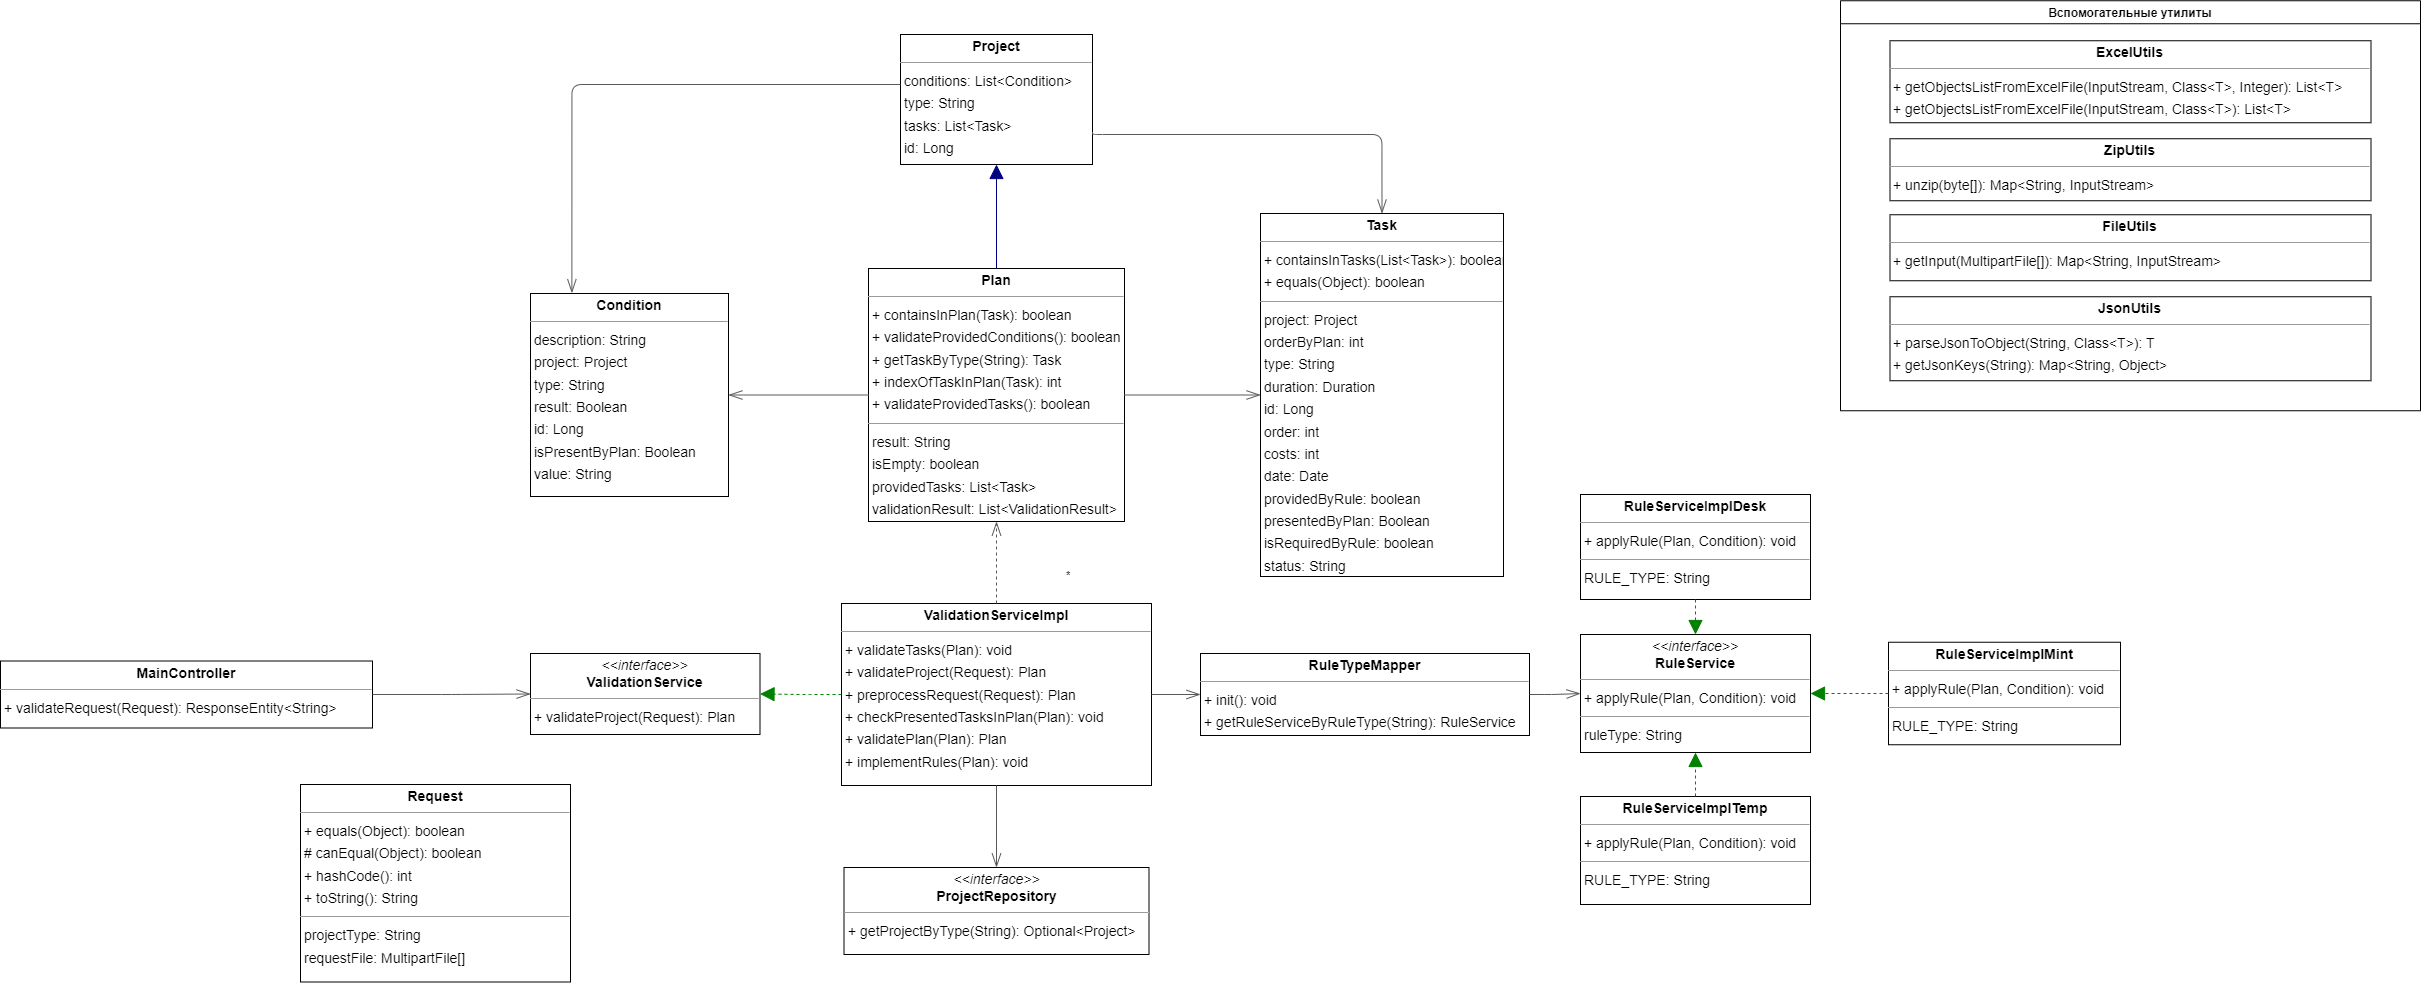 Project
conditions: List<Condition>
type: String
tasks: List<Task>
id: Long
Condition
description: String
project: Project
type: String
result: Boolean
id: Long
isPresentByPlan: Boolean
value: String
Plan
+ containsInPlan(Task): boolean
+ validateProvidedConditions(): boolean
+ getTaskByType(String): Task
+ indexOfTaskInPlan(Task): int
+ validateProvidedTasks(): boolean
result: String
isEmpty: boolean
providedTasks: List<Task>
validationResult: List<ValidationResult>
Task
+ containsInTasks(List<Task>): boolea
+ equals(Object): boolean
project: Project
orderByPlan: int
type: String
duration: Duration
id: Long
order: int
costs: int
date: Date
providedByRule: boolean
presentedByPlan: Boolean
isRequiredByRule: boolean
status: String
Вспомогательные утилиты
ExcelUtils
+ getObjectsListFromExcelFile(InputStream, Class<T>, Integer): List<T>
+ getObjectsListFromExcelFile(InputStream, Class<T>): List<T>
ZipUtils
+ unzip(byte[]): Map<String, InputStream>
FileUtils
+ getInput(MultipartFile[]): Map<String, InputStream>
JsonUtils
+ parseJsonToObject(String, Class<T>): T
+ getJsonKeys(String): Map<String, Object>
*
MainController
+ validateRequest(Request): ResponseEntity<String>
<<interface>>
ValidationService
+ validateProject(Request): Plan
ValidationServiceImpl
+ validateTasks(Plan): void
+ validateProject(Request): Plan
+ preprocessRequest(Request): Plan
+ checkPresentedTasksInPlan(Plan): void
+ validatePlan(Plan): Plan
+ implementRules(Plan): void
RuleTypeMapper
+ init(): void
+ getRuleServiceByRuleType(String): RuleService
RuleServiceImplDesk
+ applyRule(Plan, Condition): void
RULE_TYPE: String
<<interface>>
RuleService
+ applyRule(Plan, Condition): void
ruleType: String
RuleServiceImplMint
+ applyRule(Plan, Condition): void
RULE_TYPE: String
RuleServiceImplTemp
+ applyRule(Plan, Condition): void
RULE_TYPE: String
Request
+ equals(Object): boolean
# canEqual(Object): boolean
+ hashCode(): int
+ toString(): String
projectType: String
requestFile: MultipartFile[]
<<interface>>
ProjectRepository
+ getProjectByType(String): Optional<Project>